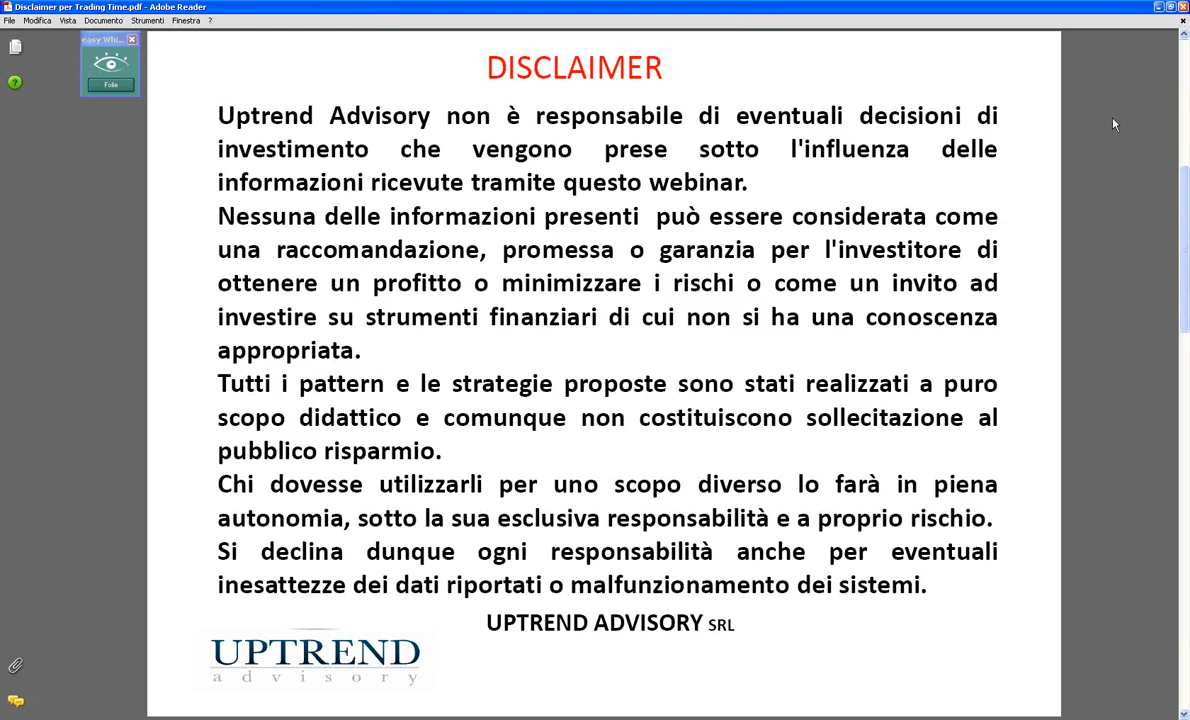 Disclaimer per Trading Time.pdf - Adobe Reader
File Modifica Vista Documento Strumenti Finestra ?
easy Whi...
Folie
DISCLAIMER
Uptrend Advisory non è responsabile di eventuali decisioni di
investimento che vengono prese sotto l'influenza delle
informazioni ricevute tramite questo webinar.
Nessuna delle informazioni presenti può essere considerata come
una raccomandazione, promessa o garanzia per l'investitore di
ottenere un profitto o minimizzare i rischi o come un invito ad
investire su strumenti finanziari di cui non si ha una conoscenza
appropriata.
Tutti i pattern e le strategie proposte sono stati realizzati a puro
scopo didattico e comunque non costituiscono sollecitazione al
pubblico risparmio.
Chi dovesse utilizzarli per uno scopo diverso lo farà in piena
autonomia, sotto la sua esclusiva responsabilità e a proprio rischio.
Si declina dunque ogni responsabilità anche per eventuali
inesattezze dei dati riportati o malfunzionamento dei sistemi.
UPTREND ADVISORY SRL
UPTREND
advisory